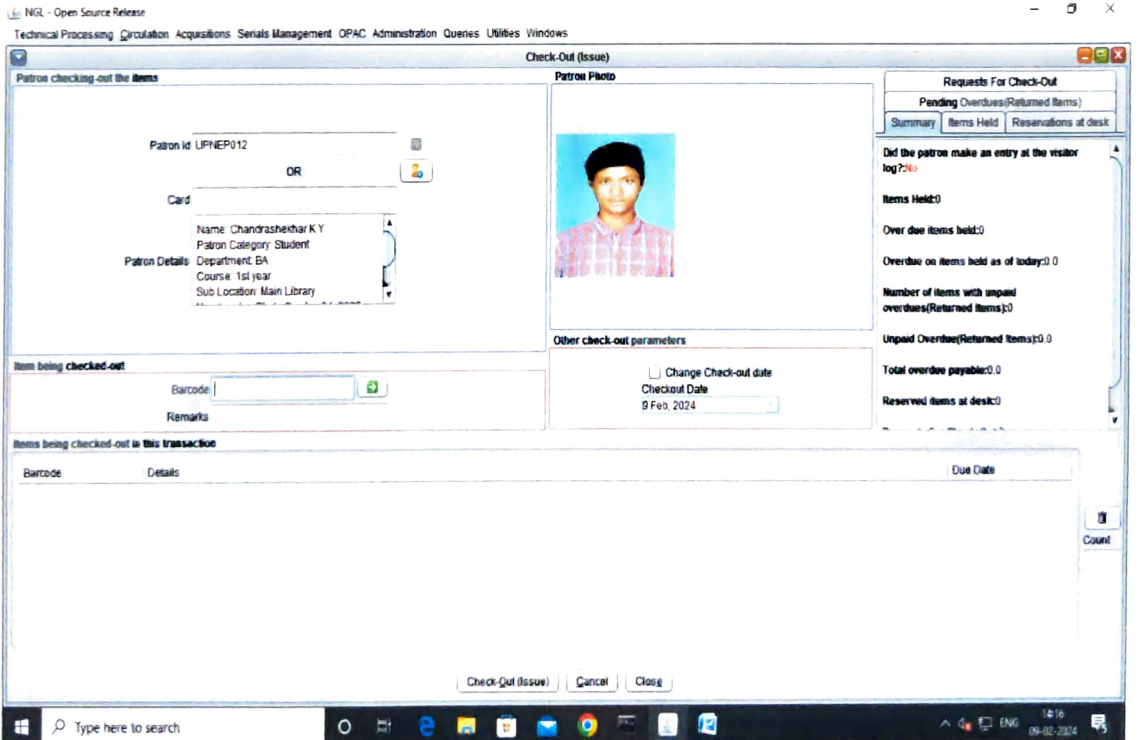 NGL - Open Source Release
Technical Processing Circulation Acquisitions Serials Management OPAC Administration Queries Utilities Windows
Check-Out (Issue)
Patron checking-out the items
Patron Id UPNEP012
OR
Card
Patron Details
Name: Chandrashekhar K Y
Patron Category: Student
Department: BA
Course: 1st year
Sub Location: Main Library
Patron Photo
Requests For Check-Out
Pending Overdues(Returned Items)
Summary Items Held Reservations at desk
Did the patron make an entry at the visitor
log?:No
Items Held:0
Over due items held:0
Overdue on items held as of today:0.0
Number of items with unpaid
overdues(Returned Items):0
Unpaid Overdue(Returned Items):0.0
Total overdue payable:0.0
Reserved items at desk:0
Item being checked-out
Barcode
Remarks
Other check-out parameters
Change Check-out date
Checkout Date
9 Feb, 2024
Items being checked-out in this transaction
Barcode Details Due Date
Count
Check-Out (Issue) Cancel Close
Type here to search
ENG
14:16
09-02-2024